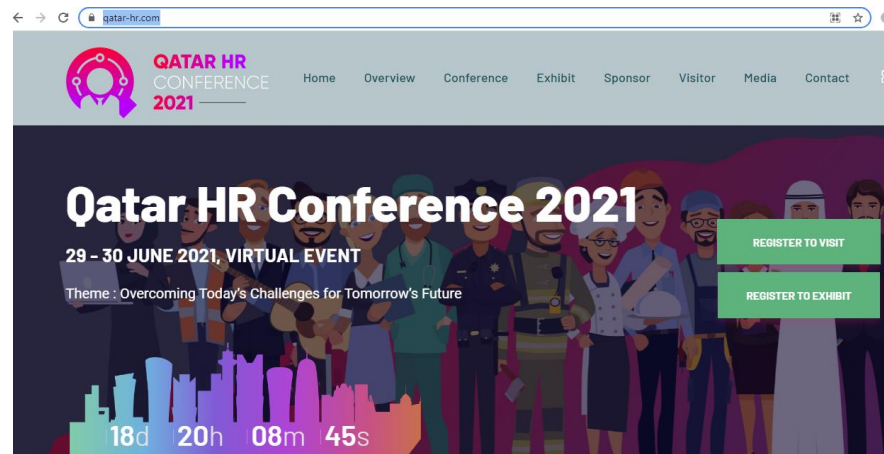 qatar-hr.com
QATAR HR
CONFERENCE
2021
Home Overview Conference Exhibit Sponsor Visitor Media Contact
Qatar HR Conference 2021
29 - 30 JUNE 2021, VIRTUAL EVENT
Theme : Overcoming Today's Challenges for Tomorrow's Future
REGISTER TO VISIT
REGISTER TO EXHIBIT
18d 20h 08m 45s